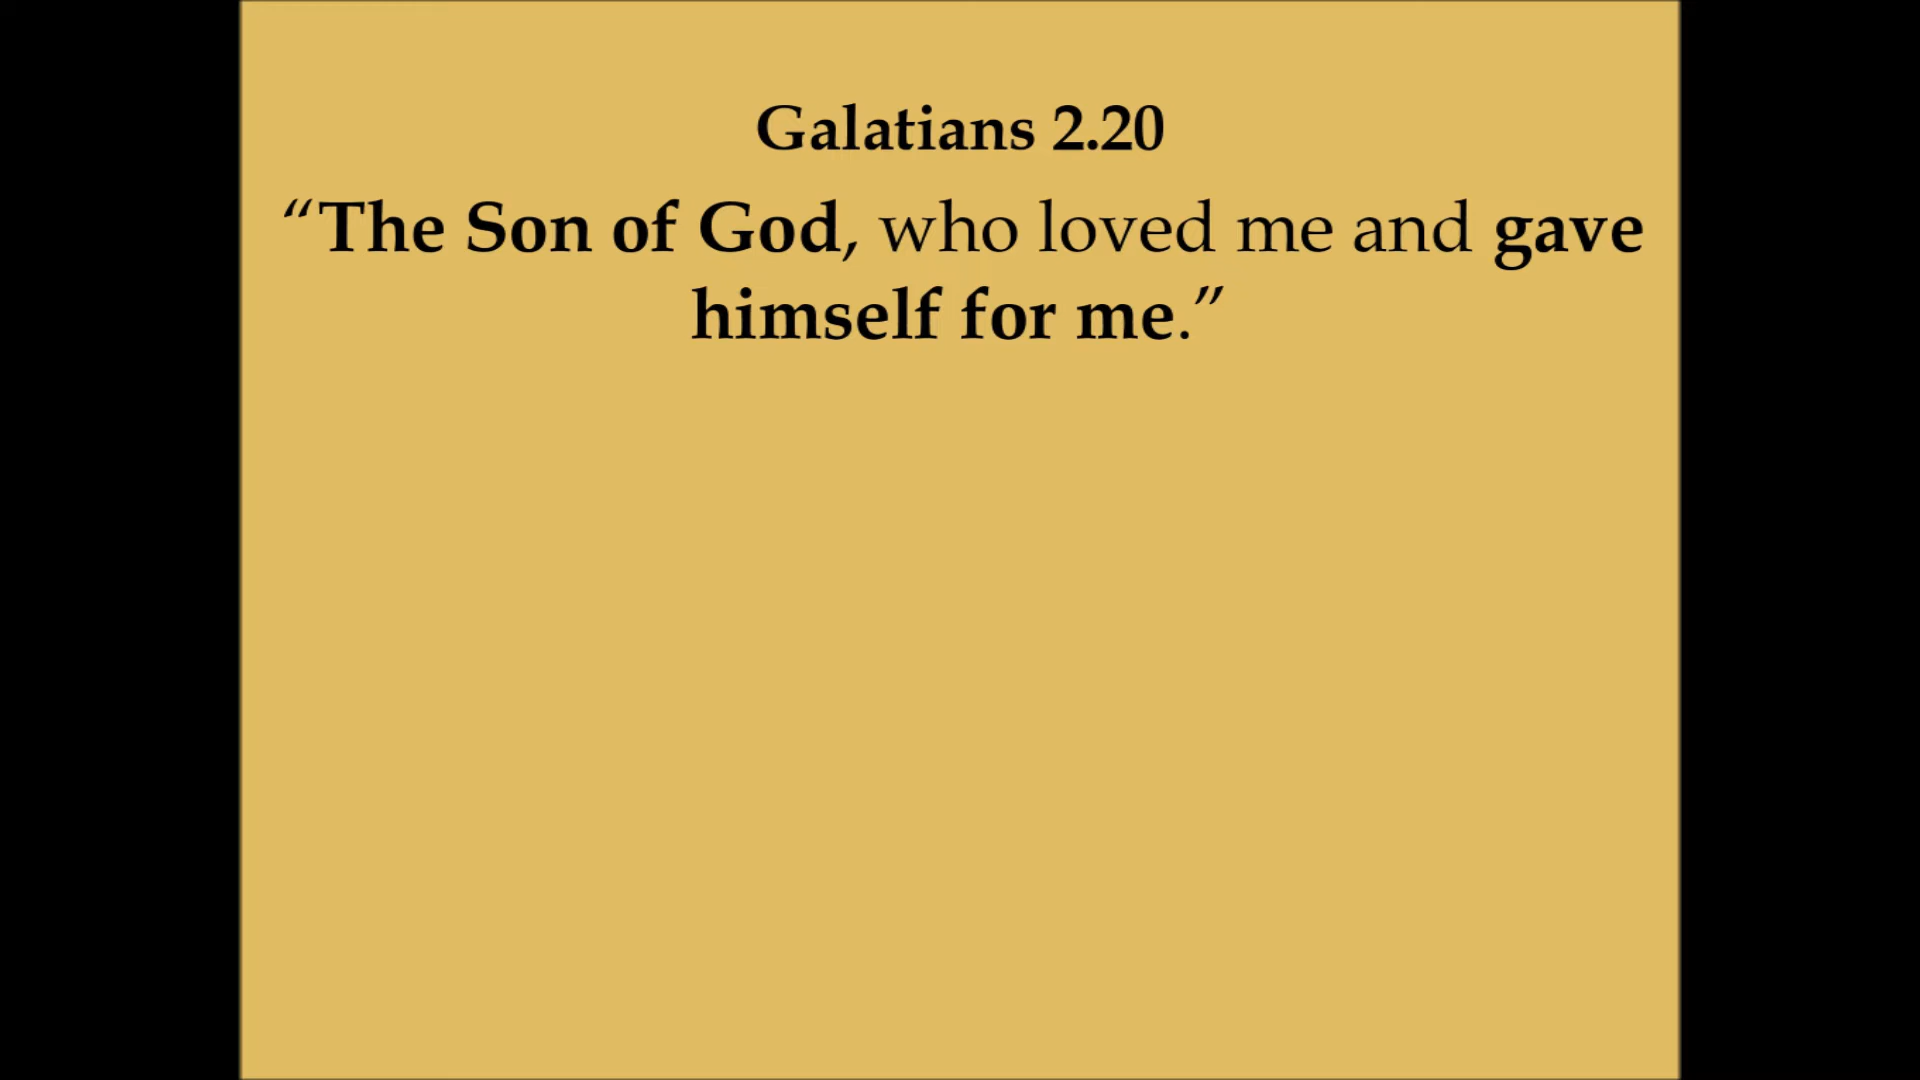 Galatians 2.20
“The Son of God, who loved me and gave
himself for me.”